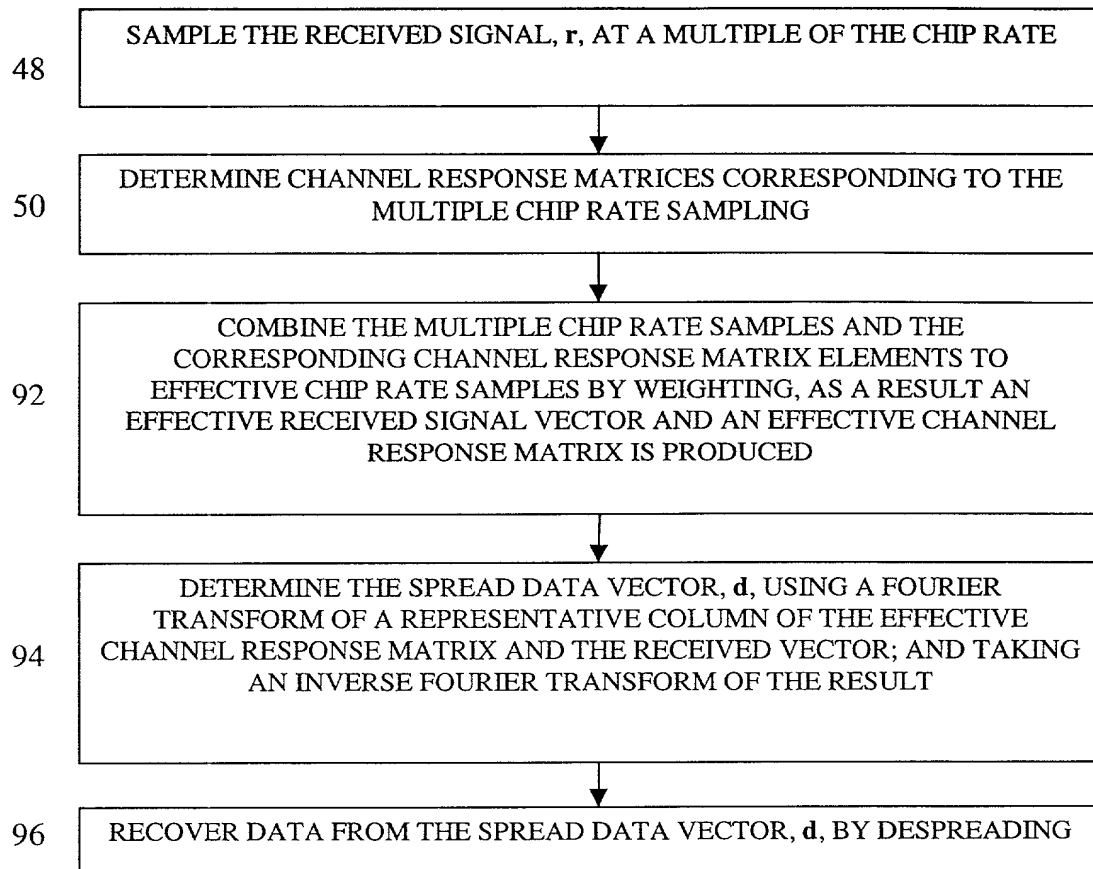 SAMPLE THE RECEIVED SIGNAL, r, AT A MULTIPLE OF THE CHIP RATE
48
DETERMINE CHANNEL RESPONSE MATRICES CORRESPONDING TO THE
MULTIPLE CHIP RATE SAMPLING
50
COMBINE THE MULTIPLE CHIP RATE SAMPLES AND THE
CORRESPONDING CHANNEL RESPONSE MATRIX ELEMENTS TO
EFFECTIVE CHIP RATE SAMPLES BY WEIGHTING, AS A RESULT AN
EFFECTIVE RECEIVED SIGNAL VECTOR AND AN EFFECTIVE CHANNEL
RESPONSE MATRIX IS PRODUCED
92
DETERMINE THE SPREAD DATA VECTOR, d, USING A FOURIER
TRANSFORM OF A REPRESENTATIVE COLUMN OF THE EFFECTIVE
CHANNEL RESPONSE MATRIX AND THE RECEIVED VECTOR; AND TAKING
AN INVERSE FOURIER TRANSFORM OF THE RESULT
94
RECOVER DATA FROM THE SPREAD DATA VECTOR, d, BY DESPREADING
96